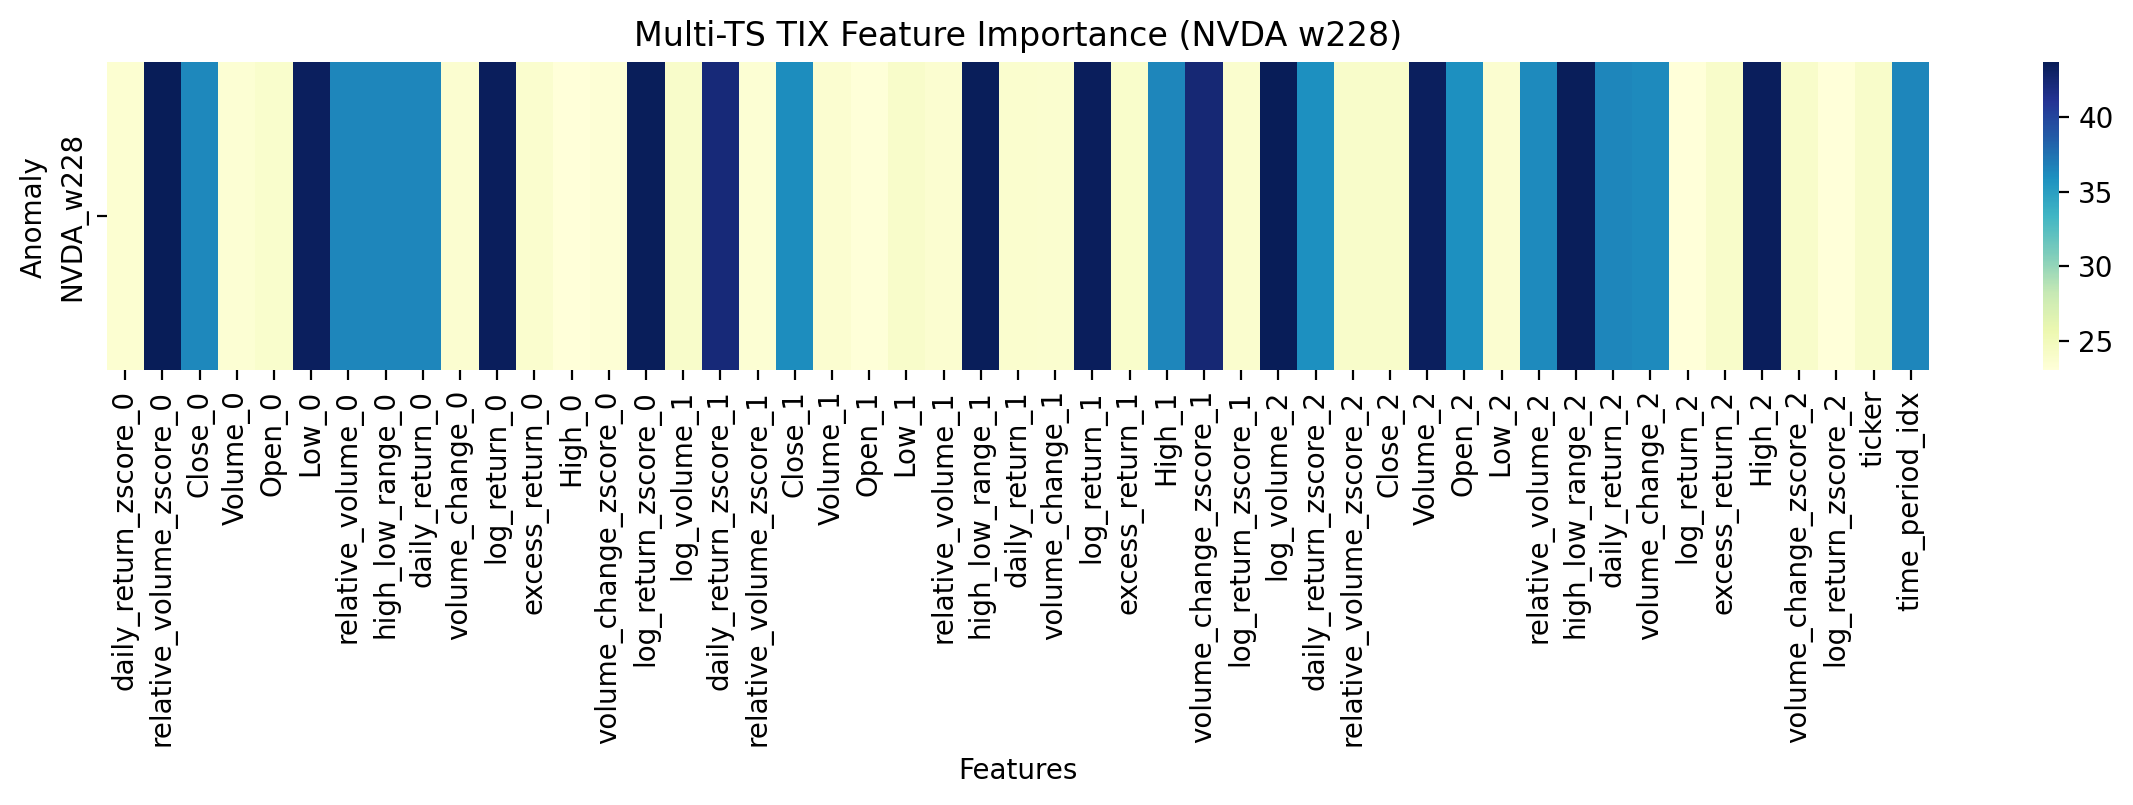 Multi-TS TIX Feature Importance (NVDA w228)
Anomaly
NVDA_w228
40
35
30
25
daily_return_zscore_0
relative_volume_zscore_0
Close_0
Volume_0
Open_0
Low_0
relative_volume_0
high_low_range_0
daily_return_0
volume_change_0
log_return_0
excess_return_0
High_0
volume_change_zscore_0
log_return_zscore_0
log_volume_1
daily_return_zscore_1
relative_volume_zscore_1
Close_1
Volume_1
Open_1
Low_1
relative_volume_1
high_low_range_1
daily_return_1
volume_change_1
log_return_1
excess_return_1
High_1
volume_change_zscore_1
log_return_zscore_1
log_volume_2
daily_return_zscore_2
relative_volume_zscore_2
Close_2
Volume_2
Open_2
Low_2
relative_volume_2
high_low_range_2
daily_return_2
volume_change_2
log_return_2
excess_return_2
High_2
volume_change_zscore_2
log_return_zscore_2
ticker
time_period_idx
Features